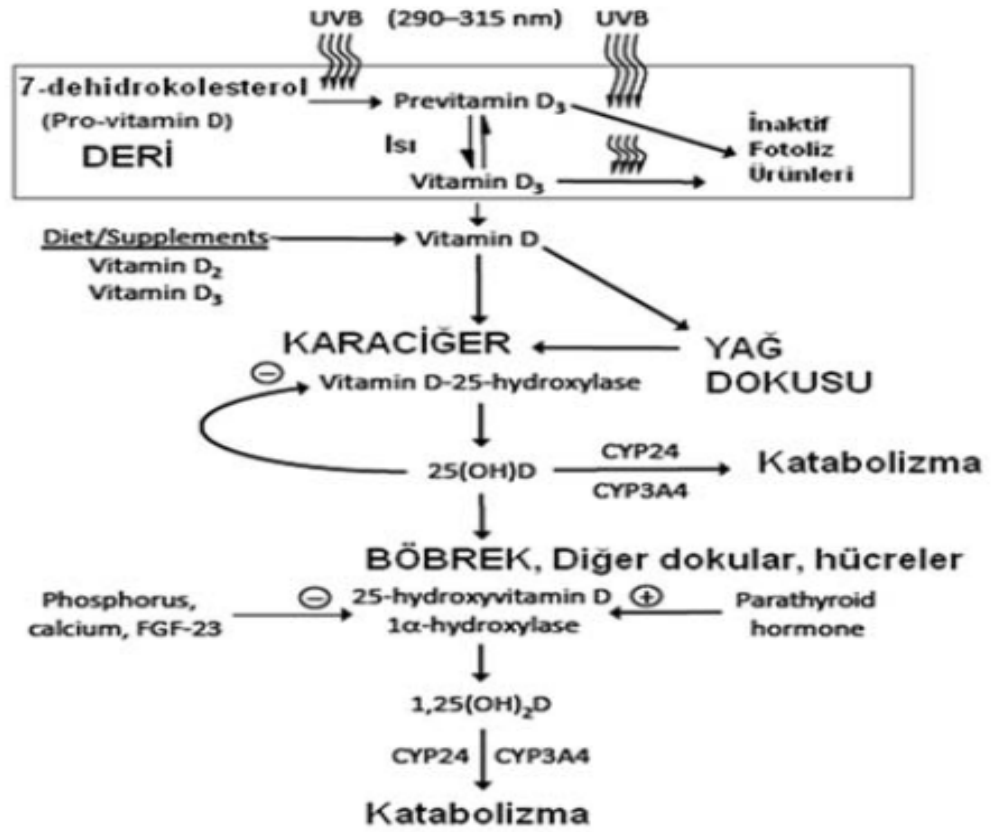 UVB (290–315 nm) UVB
7-dehidrokolesterol
(Pro-vitamin D)
DERİ
Previtamin D₃
Isı
Vitamin D₃
İnaktif
Fotoliz
Ürünleri
Diet/Supplements
Vitamin D₂
Vitamin D₃
Vitamin D
KARACİĞER
YAĞ
DOKUSU
⊖
Vitamin D-25-hydroxylase
25(OH)D
CYP24
CYP3A4
Katabolizma
BÖBREK, Diğer dokular, hücreler
Phosphorus,
calcium, FGF-23
⊖
25-hydroxyvitamin D
1α-hydroxylase
⊕
Parathyroid
hormone
1,25(OH)₂D
CYP24 CYP3A4
Katabolizma